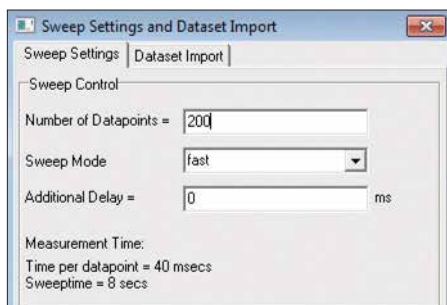 Sweep Settings and Dataset Import
Sweep Settings Dataset Import
Sweep Control
Number of Datapoints = 200
Sweep Mode fast
Additional Delay = 0 ms
Measurement Time:
Time per datapoint = 40 msecs
Sweeptime = 8 secs